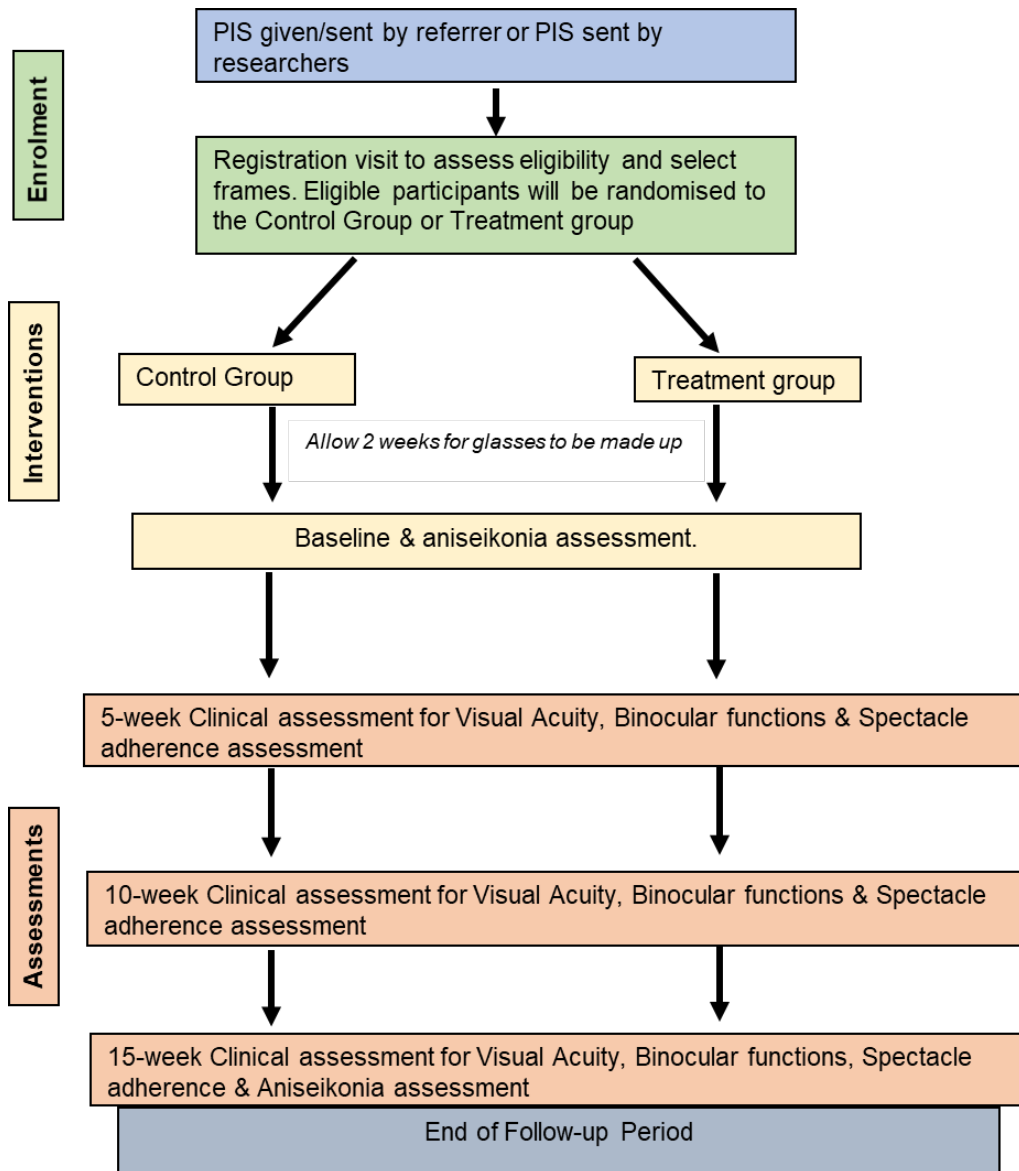 PIS given/sent by referrer or PIS sent by
researchers
Enrolment
Registration visit to assess eligibility and select
frames. Eligible participants will be randomised to
the Control Group or Treatment group
Interventions
Control Group
Treatment group
Allow 2 weeks for glasses to be made up
Baseline & aniseikonia assessment.
Assessments
5-week Clinical assessment for Visual Acuity, Binocular functions & Spectacle
adherence assessment
10-week Clinical assessment for Visual Acuity, Binocular functions & Spectacle
adherence assessment
15-week Clinical assessment for Visual Acuity, Binocular functions, Spectacle
adherence & Aniseikonia assessment
End of Follow-up Period